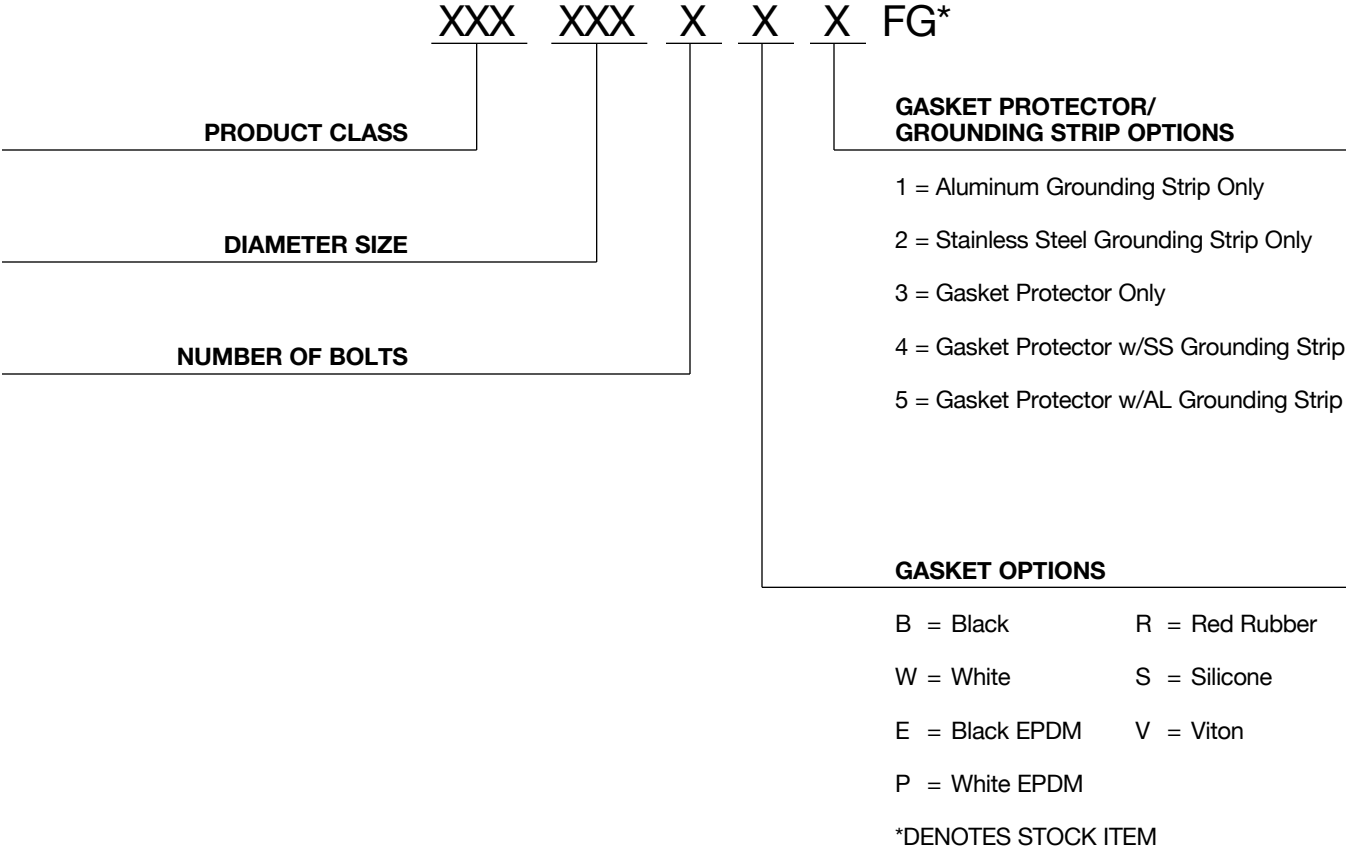 XXX XXX X X X FG*
PRODUCT CLASS
DIAMETER SIZE
NUMBER OF BOLTS
GASKET PROTECTOR/
GROUNDING STRIP OPTIONS
1 = Aluminum Grounding Strip Only
2 = Stainless Steel Grounding Strip Only
3 = Gasket Protector Only
4 = Gasket Protector w/SS Grounding Strip
5 = Gasket Protector w/AL Grounding Strip
GASKET OPTIONS
B = Black R = Red Rubber
W = White S = Silicone
E = Black EPDM V = Viton
P = White EPDM
*DENOTES STOCK ITEM